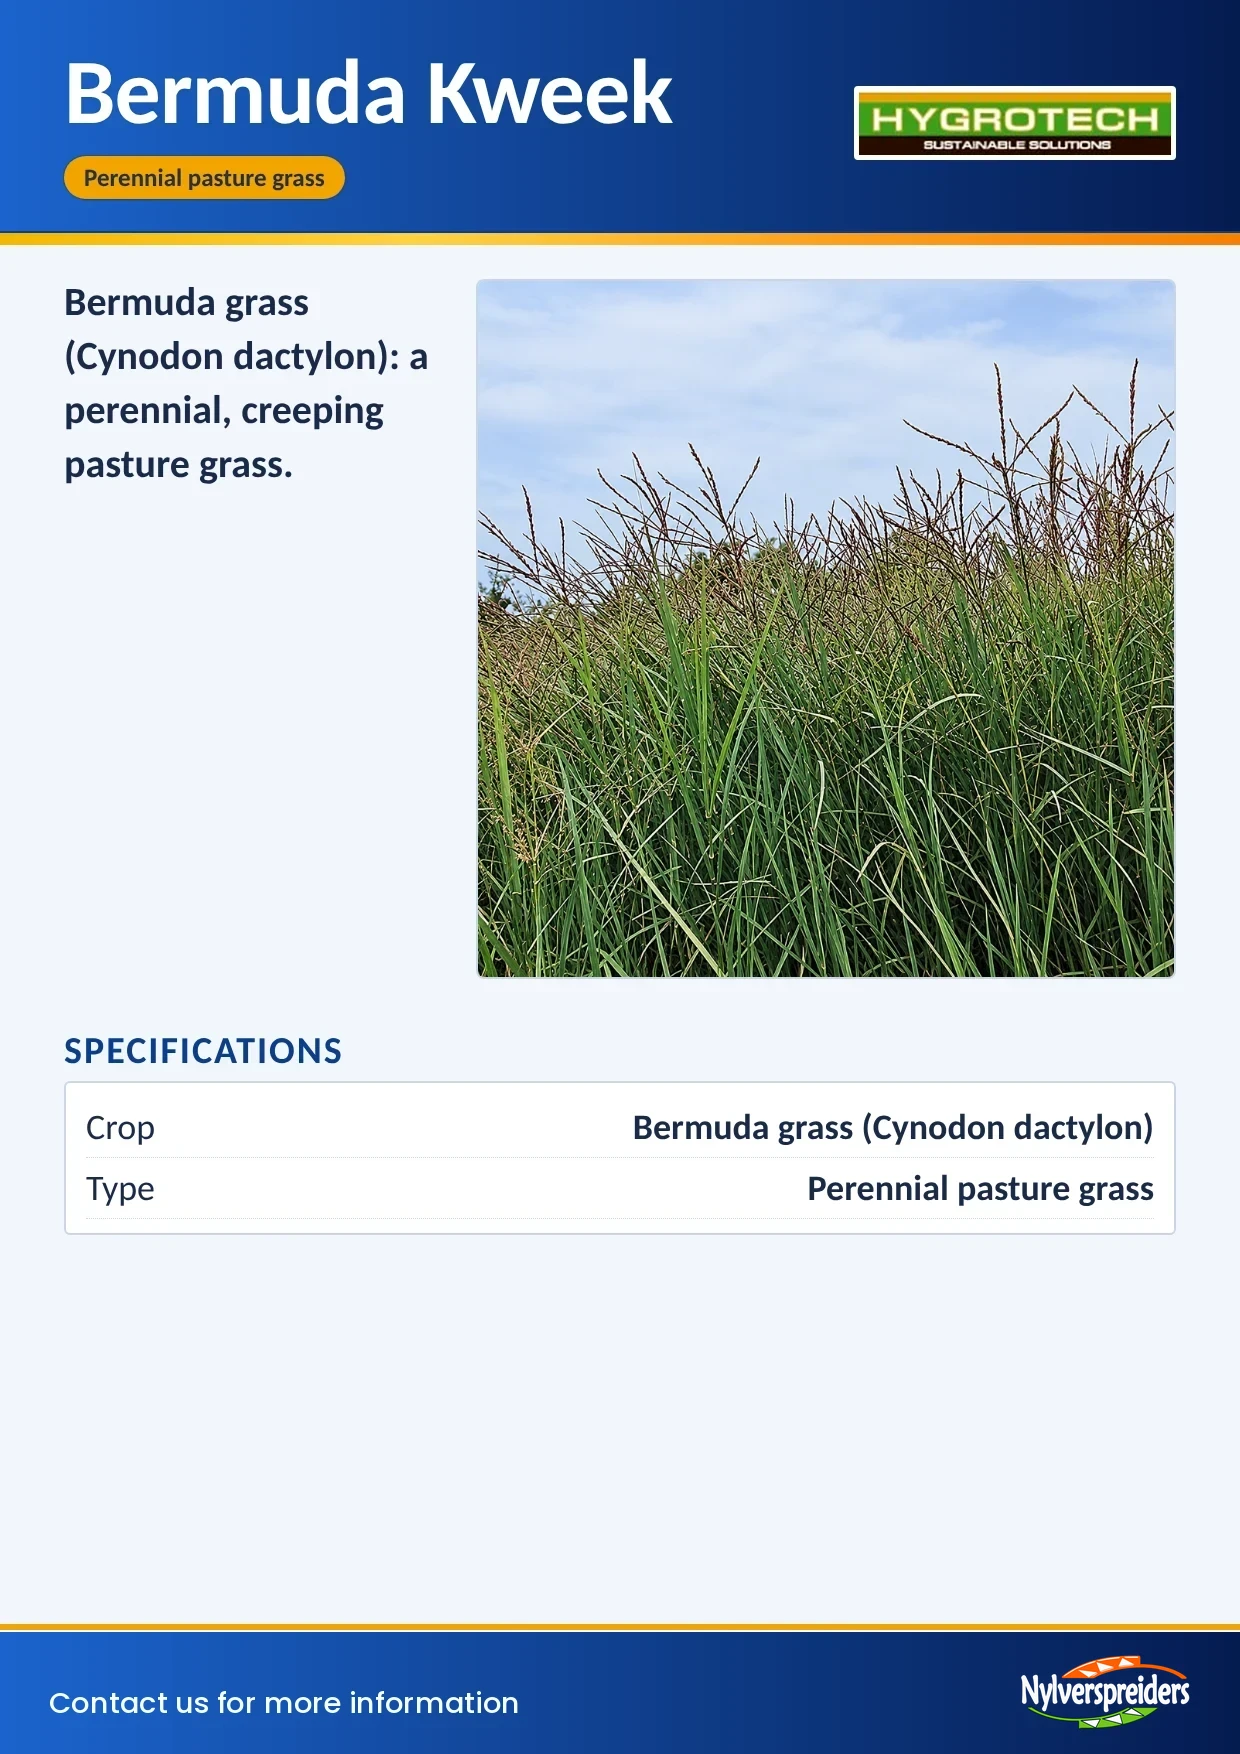 Bermuda Kweek
HYGROTECH
SUSTAINABLE SOLUTIONS
Perennial pasture grass
Bermuda grass
(Cynodon dactylon): a
perennial, creeping
pasture grass.
SPECIFICATIONS
Crop Bermuda grass (Cynodon dactylon)
Type Perennial pasture grass
Contact us for more information
Nylverspreiders